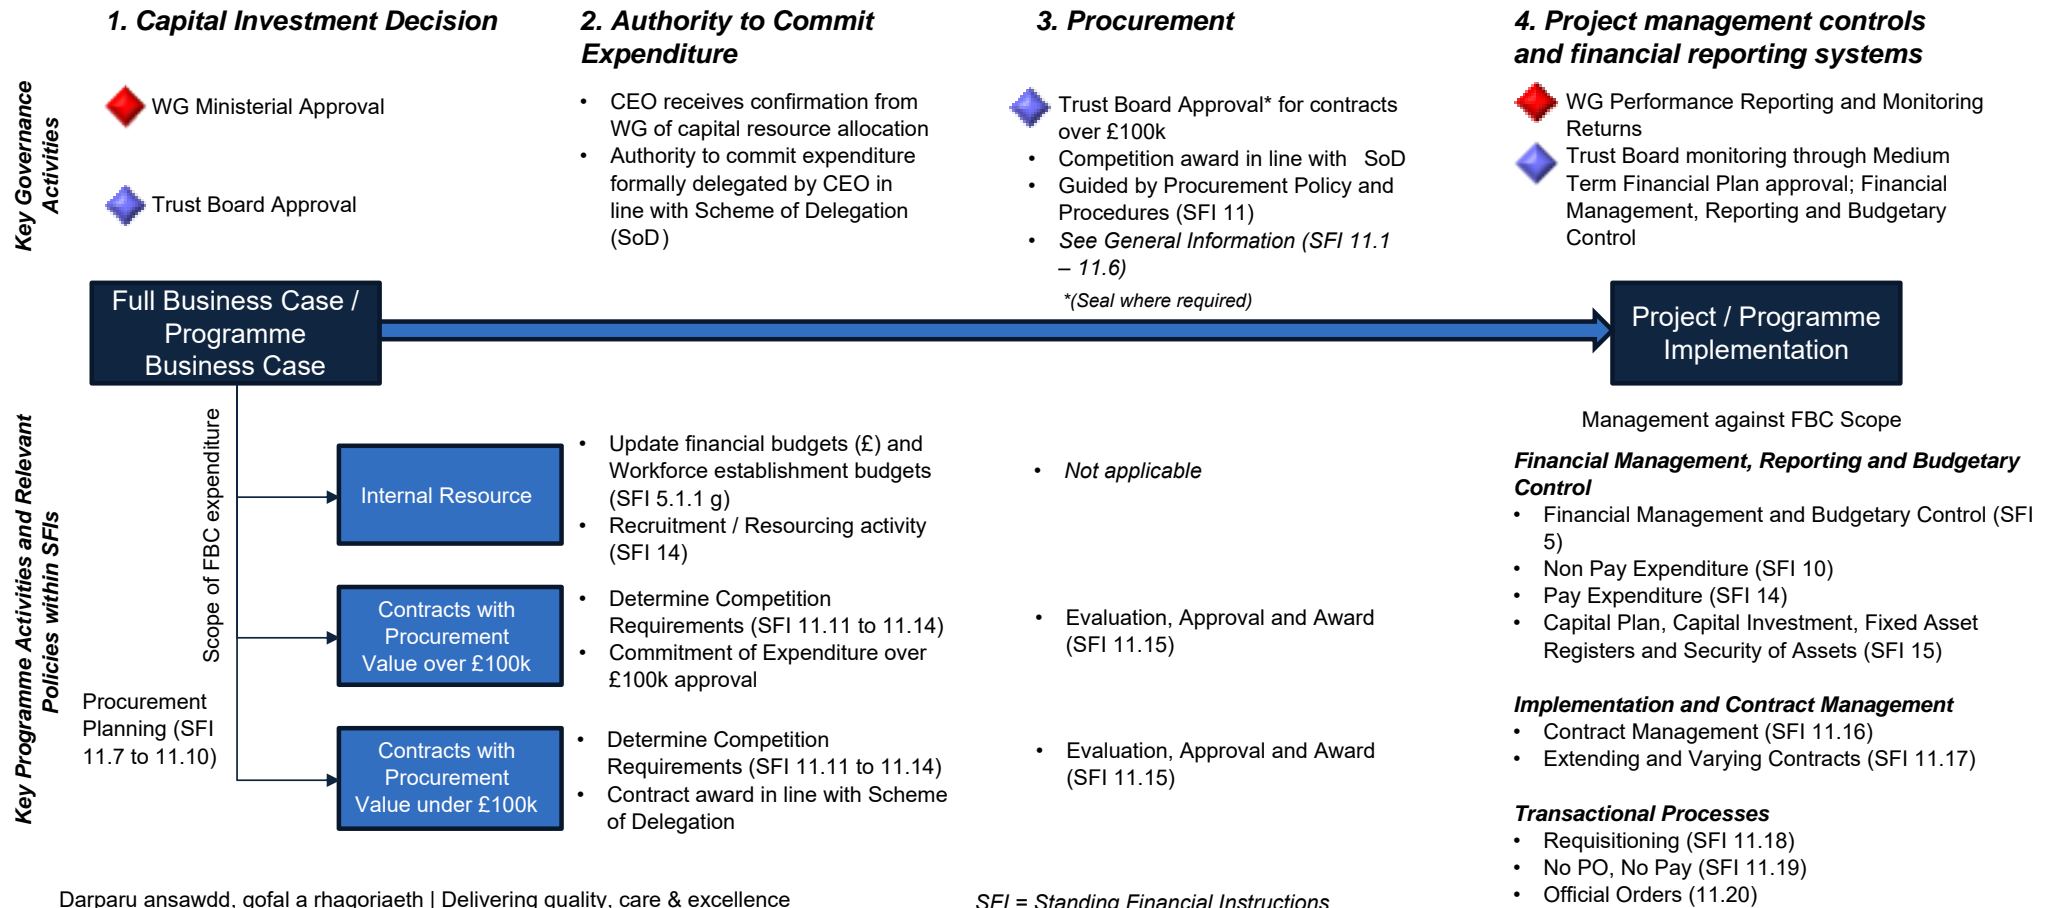 1. Capital Investment Decision
2. Authority to Commit
Expenditure
3. Procurement
4. Project management controls
and financial reporting systems
Key Governance
Activities
WG Ministerial Approval
Trust Board Approval
• CEO receives confirmation from
WG of capital resource allocation
• Authority to commit expenditure
formally delegated by CEO in
line with Scheme of Delegation
(SoD)
Trust Board Approval* for contracts
over £100k
• Competition award in line with SoD
• Guided by Procurement Policy and
Procedures (SFI 11)
• See General Information (SFI 11.1
– 11.6)
*(Seal where required)
WG Performance Reporting and Monitoring
Returns
Trust Board monitoring through Medium
Term Financial Plan approval; Financial
Management, Reporting and Budgetary
Control
Full Business Case /
Programme
Business Case
Project / Programme
Implementation
Key Programme Activities and Relevant
Policies within SFIs
Scope of FBC expenditure
Procurement
Planning (SFI
11.7 to 11.10)
Internal Resource
• Update financial budgets (£) and
Workforce establishment budgets
(SFI 5.1.1 g)
• Recruitment / Resourcing activity
(SFI 14)
• Not applicable
Contracts with
Procurement
Value over £100k
• Determine Competition
Requirements (SFI 11.11 to 11.14)
• Commitment of Expenditure over
£100k approval
• Evaluation, Approval and Award
(SFI 11.15)
Contracts with
Procurement
Value under £100k
• Determine Competition
Requirements (SFI 11.11 to 11.14)
• Contract award in line with Scheme
of Delegation
• Evaluation, Approval and Award
(SFI 11.15)
Management against FBC Scope
Financial Management, Reporting and Budgetary
Control
• Financial Management and Budgetary Control (SFI
5)
• Non Pay Expenditure (SFI 10)
• Pay Expenditure (SFI 14)
• Capital Plan, Capital Investment, Fixed Asset
Registers and Security of Assets (SFI 15)
Implementation and Contract Management
• Contract Management (SFI 11.16)
• Extending and Varying Contracts (SFI 11.17)
Transactional Processes
• Requisitioning (SFI 11.18)
• No PO, No Pay (SFI 11.19)
• Official Orders (11.20)
Darparu ansawdd, gofal a rhagoriaeth | Delivering quality, care & excellence
SFI = Standing Financial Instructions